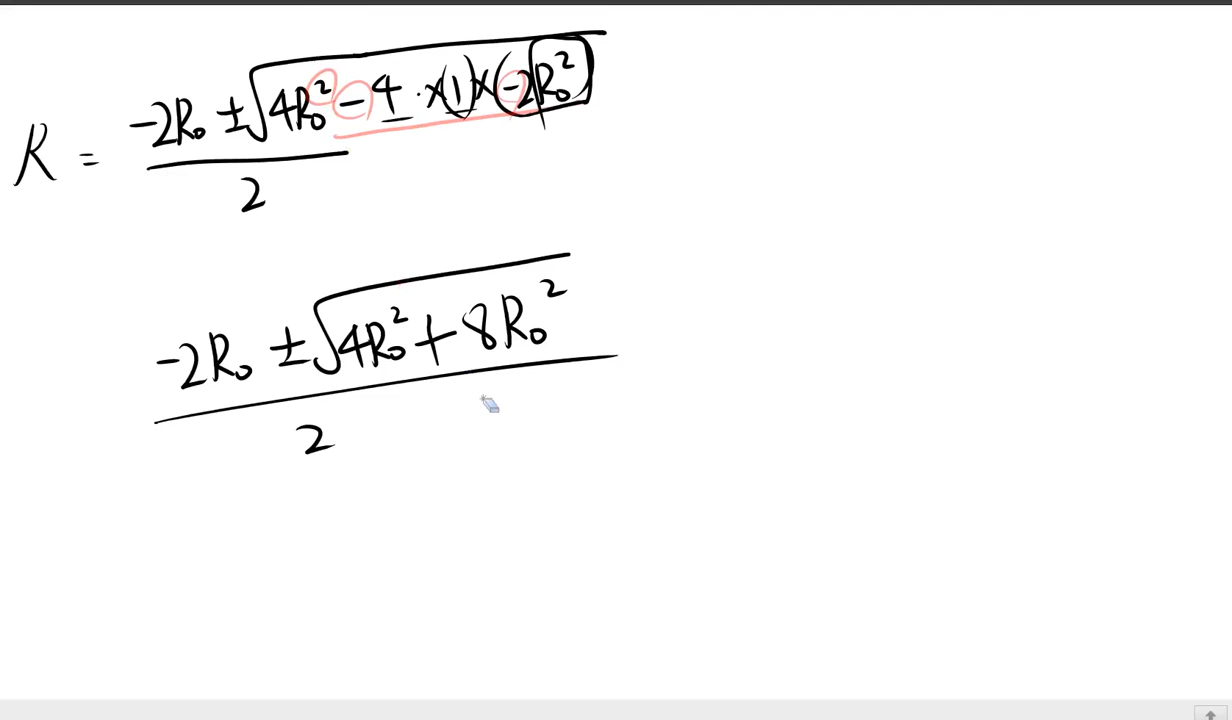 R = (-2R₀ ± √(4R₀² - 4 · ×(1)×(-2R₀²))) / 2
(-2R₀ ± √(4R₀² + 8R₀²)) / 2